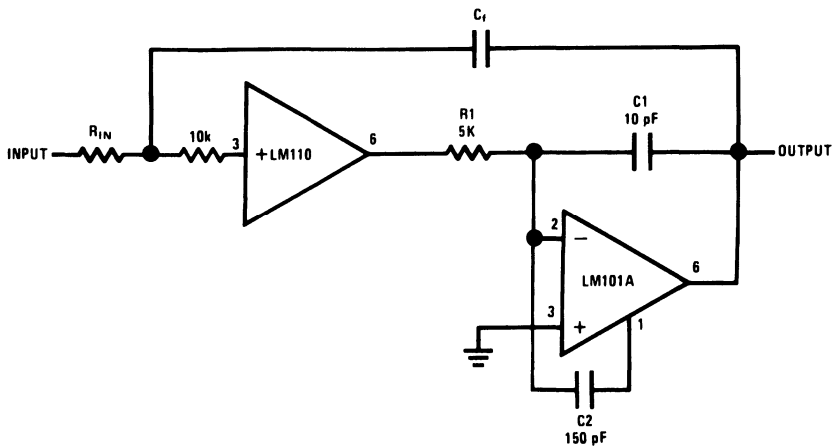 Cf
C1
10 pF
R1
5K
RIN
10k
INPUT
3
+
LM110
6
OUTPUT
2
−
LM101A
6
3
+
1
C2
150 pF